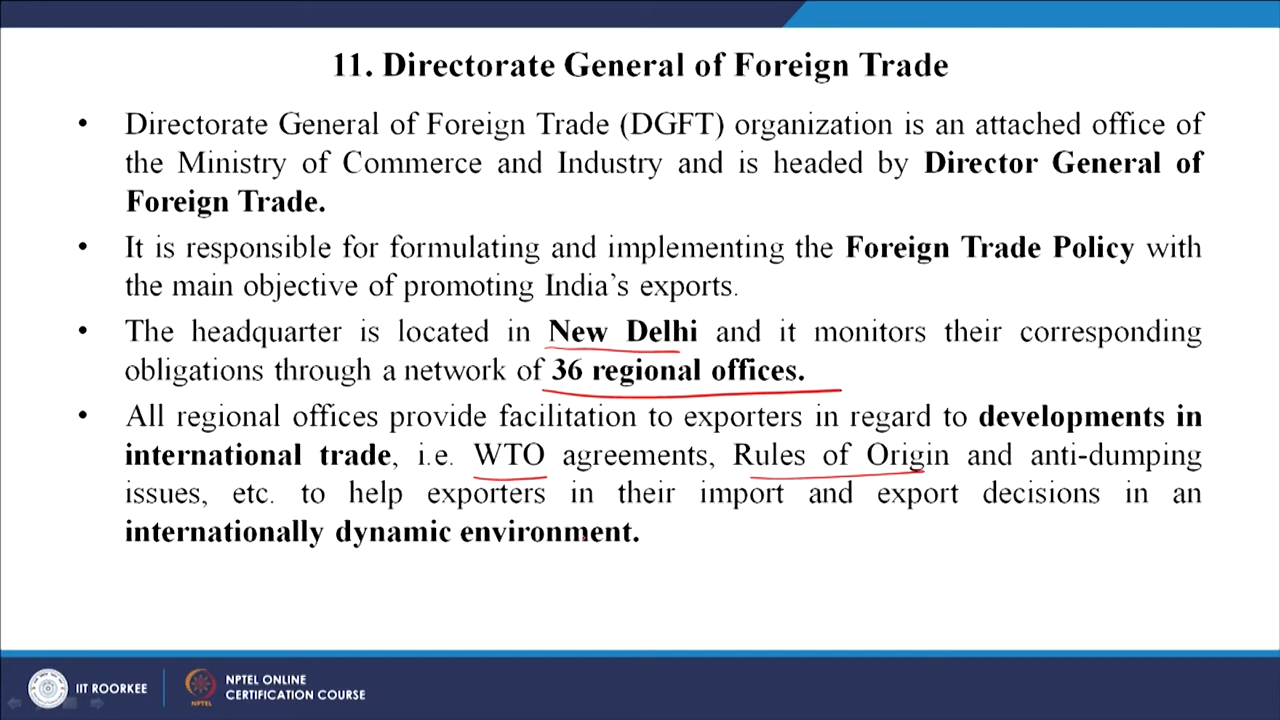 11. Directorate General of Foreign Trade
• Directorate General of Foreign Trade (DGFT) organization is an attached office of
the Ministry of Commerce and Industry and is headed by Director General of
Foreign Trade.
• It is responsible for formulating and implementing the Foreign Trade Policy with
the main objective of promoting India’s exports.
• The headquarter is located in New Delhi and it monitors their corresponding
obligations through a network of 36 regional offices.
• All regional offices provide facilitation to exporters in regard to developments in
international trade, i.e. WTO agreements, Rules of Origin and anti-dumping
issues, etc. to help exporters in their import and export decisions in an
internationally dynamic environment.
IIT ROORKEE
NPTEL
NPTEL ONLINE
CERTIFICATION COURSE